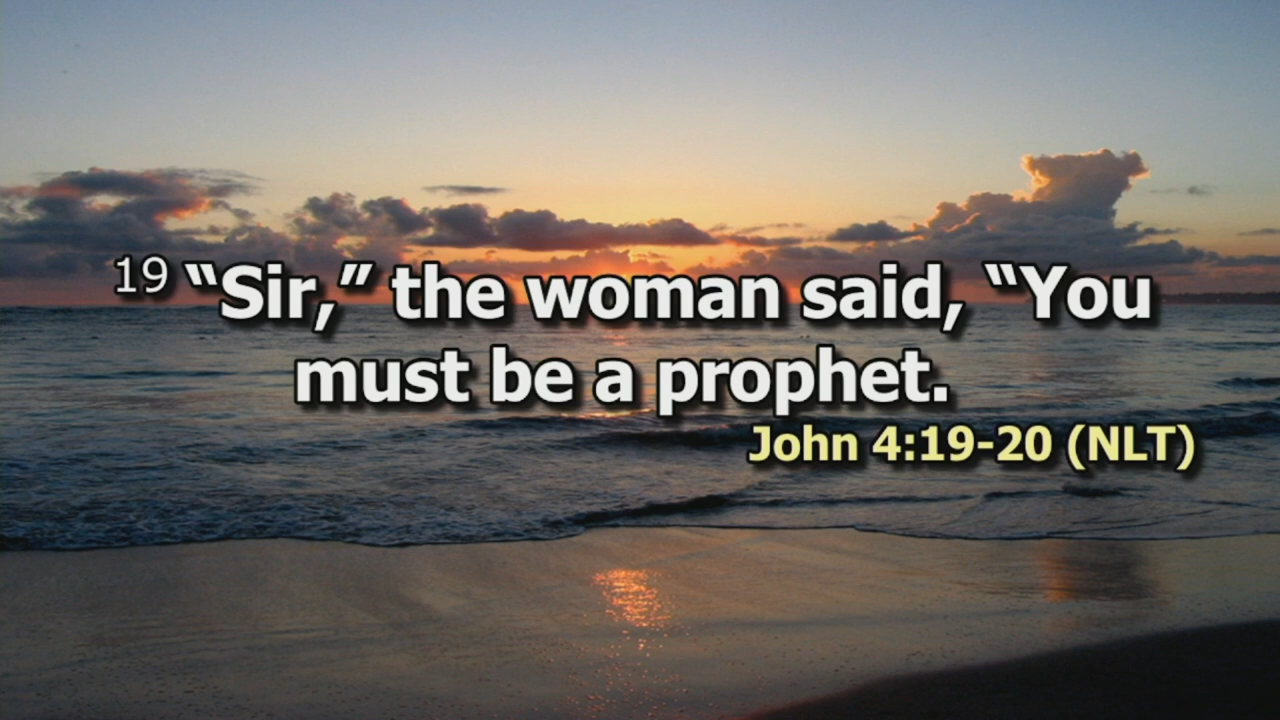 19 “Sir,” the woman said, “You
must be a prophet.
John 4:19-20 (NLT)